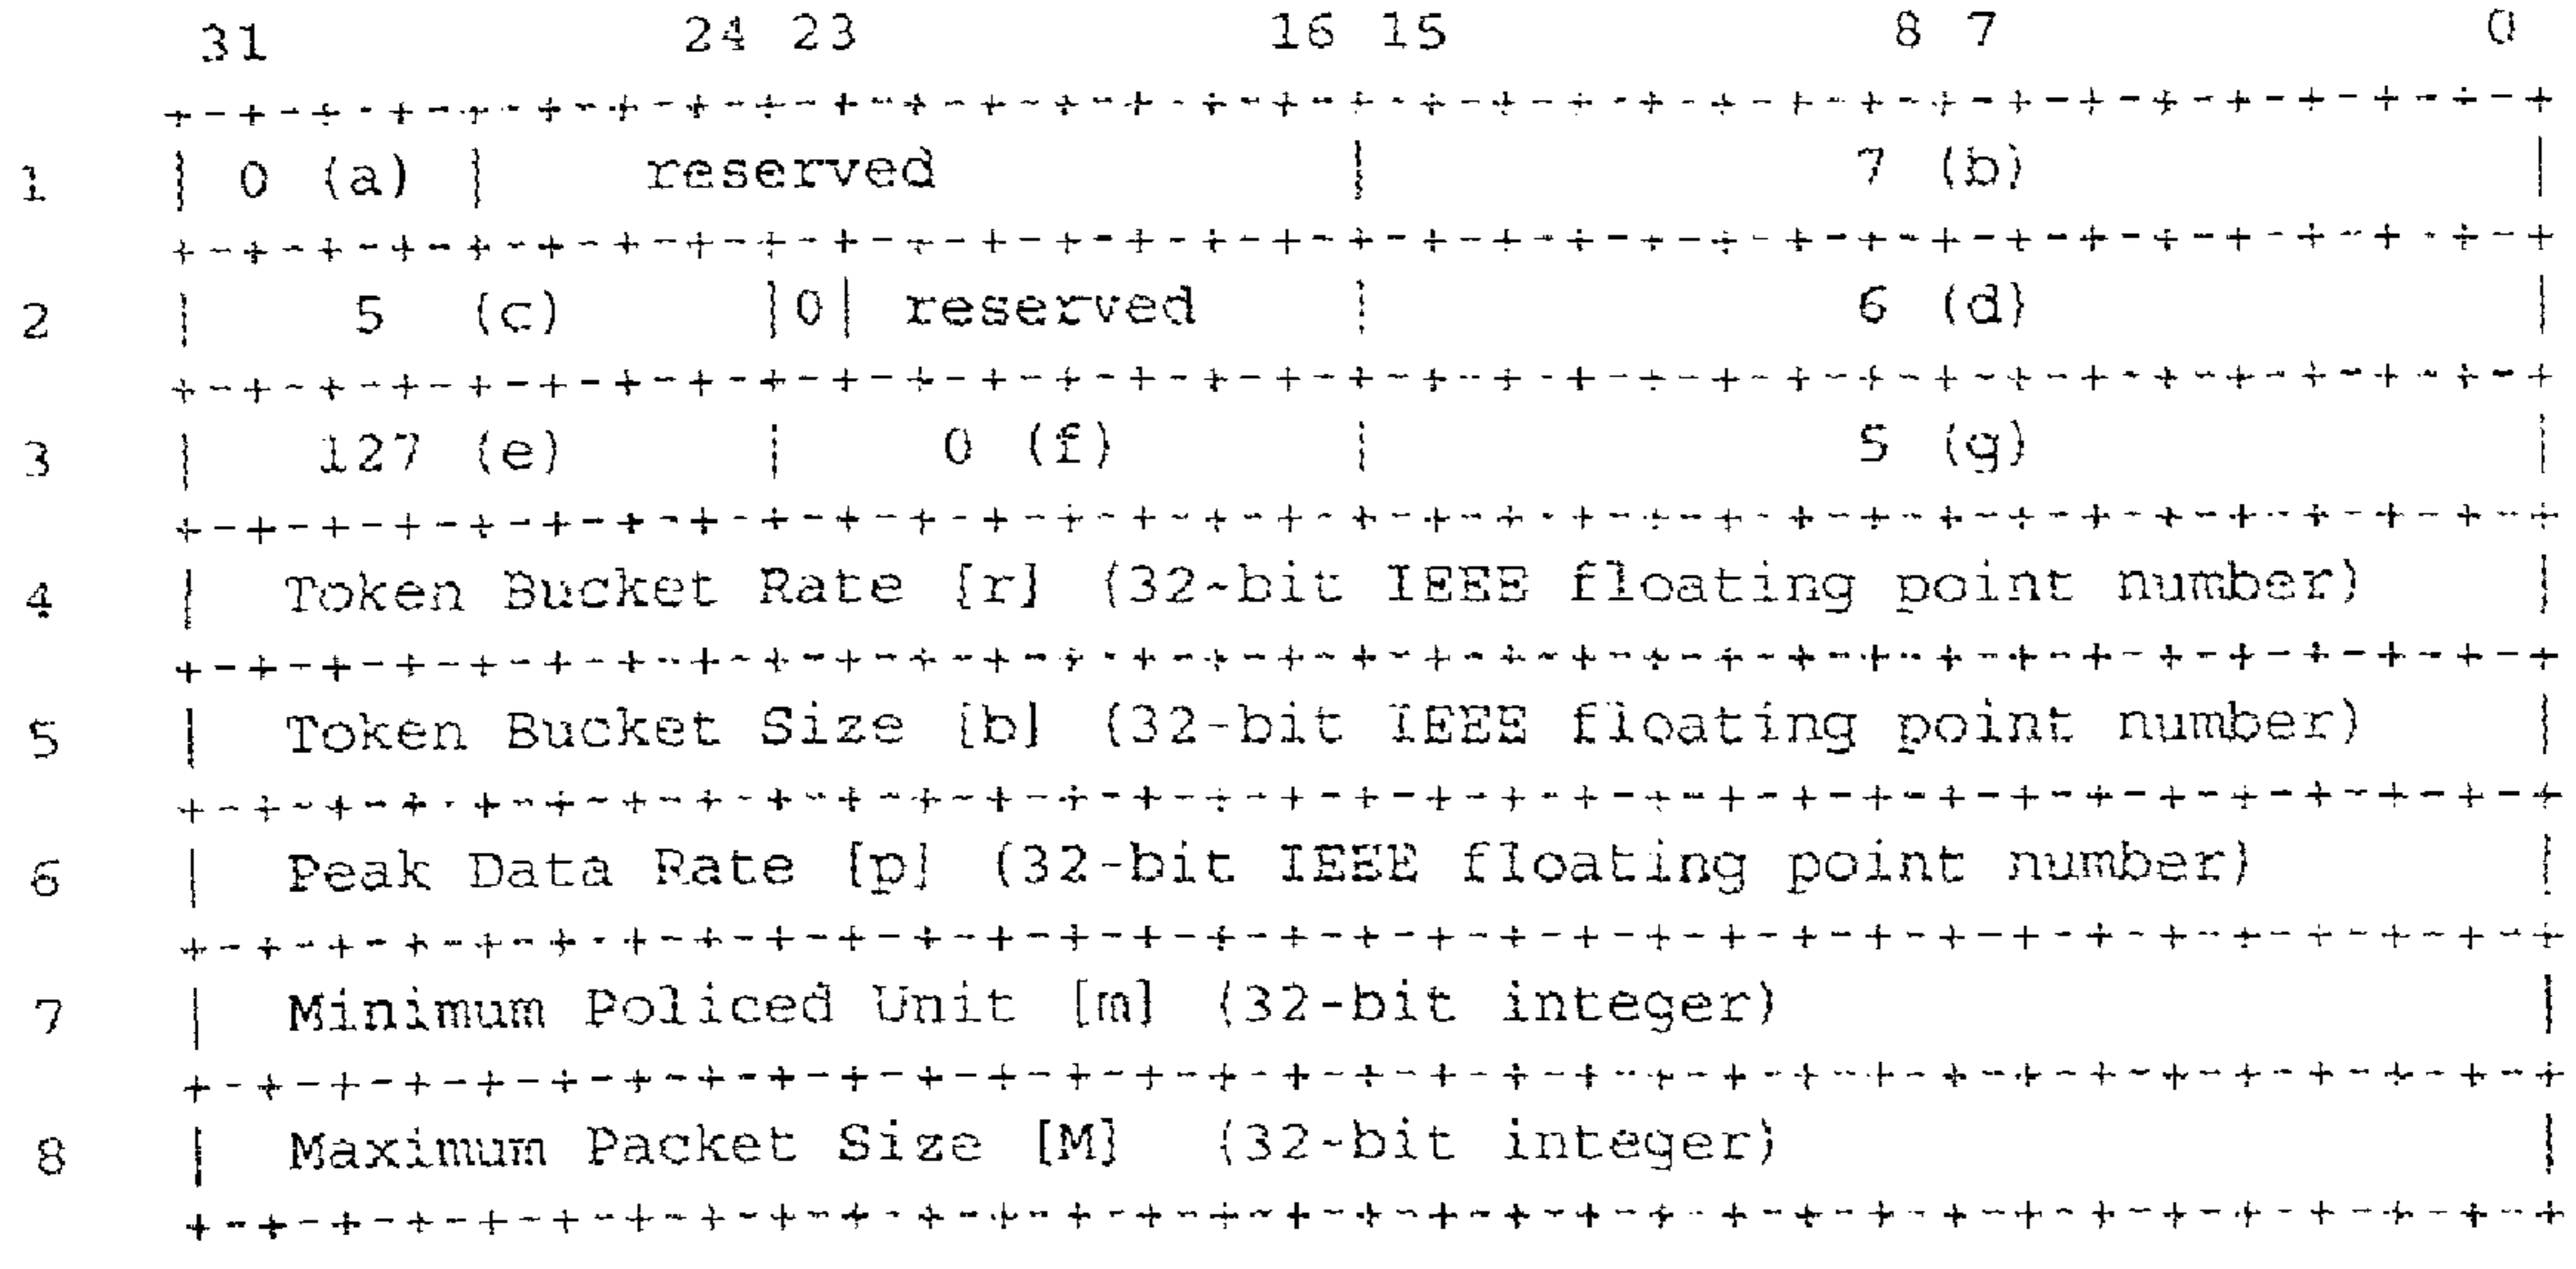 31 24 23 16 15 8 7 0
+-+-+-+-+-+-+-+-+-+-+-+-+-+-+-+-+-+-+-+-+-+-+-+-+-+-+-+-+-+-+-+-+
1 | 0 (a) | reserved | 7 (b) |
+-+-+-+-+-+-+-+-+-+-+-+-+-+-+-+-+-+-+-+-+-+-+-+-+-+-+-+-+-+-+-+-+
2 | 5 (c) |0| reserved | 6 (d) |
+-+-+-+-+-+-+-+-+-+-+-+-+-+-+-+-+-+-+-+-+-+-+-+-+-+-+-+-+-+-+-+-+
3 | 127 (e) | 0 (f) | 5 (g) |
+-+-+-+-+-+-+-+-+-+-+-+-+-+-+-+-+-+-+-+-+-+-+-+-+-+-+-+-+-+-+-+-+
4 | Token Bucket Rate [r] (32-bit IEEE floating point number) |
+-+-+-+-+-+-+-+-+-+-+-+-+-+-+-+-+-+-+-+-+-+-+-+-+-+-+-+-+-+-+-+-+
5 | Token Bucket Size [b] (32-bit IEEE floating point number) |
+-+-+-+-+-+-+-+-+-+-+-+-+-+-+-+-+-+-+-+-+-+-+-+-+-+-+-+-+-+-+-+-+
6 | Peak Data Rate [p] (32-bit IEEE floating point number) |
+-+-+-+-+-+-+-+-+-+-+-+-+-+-+-+-+-+-+-+-+-+-+-+-+-+-+-+-+-+-+-+-+
7 | Minimum Policed Unit [m] (32-bit integer) |
+-+-+-+-+-+-+-+-+-+-+-+-+-+-+-+-+-+-+-+-+-+-+-+-+-+-+-+-+-+-+-+-+
8 | Maximum Packet Size [M] (32-bit integer) |
+-+-+-+-+-+-+-+-+-+-+-+-+-+-+-+-+-+-+-+-+-+-+-+-+-+-+-+-+-+-+-+-+